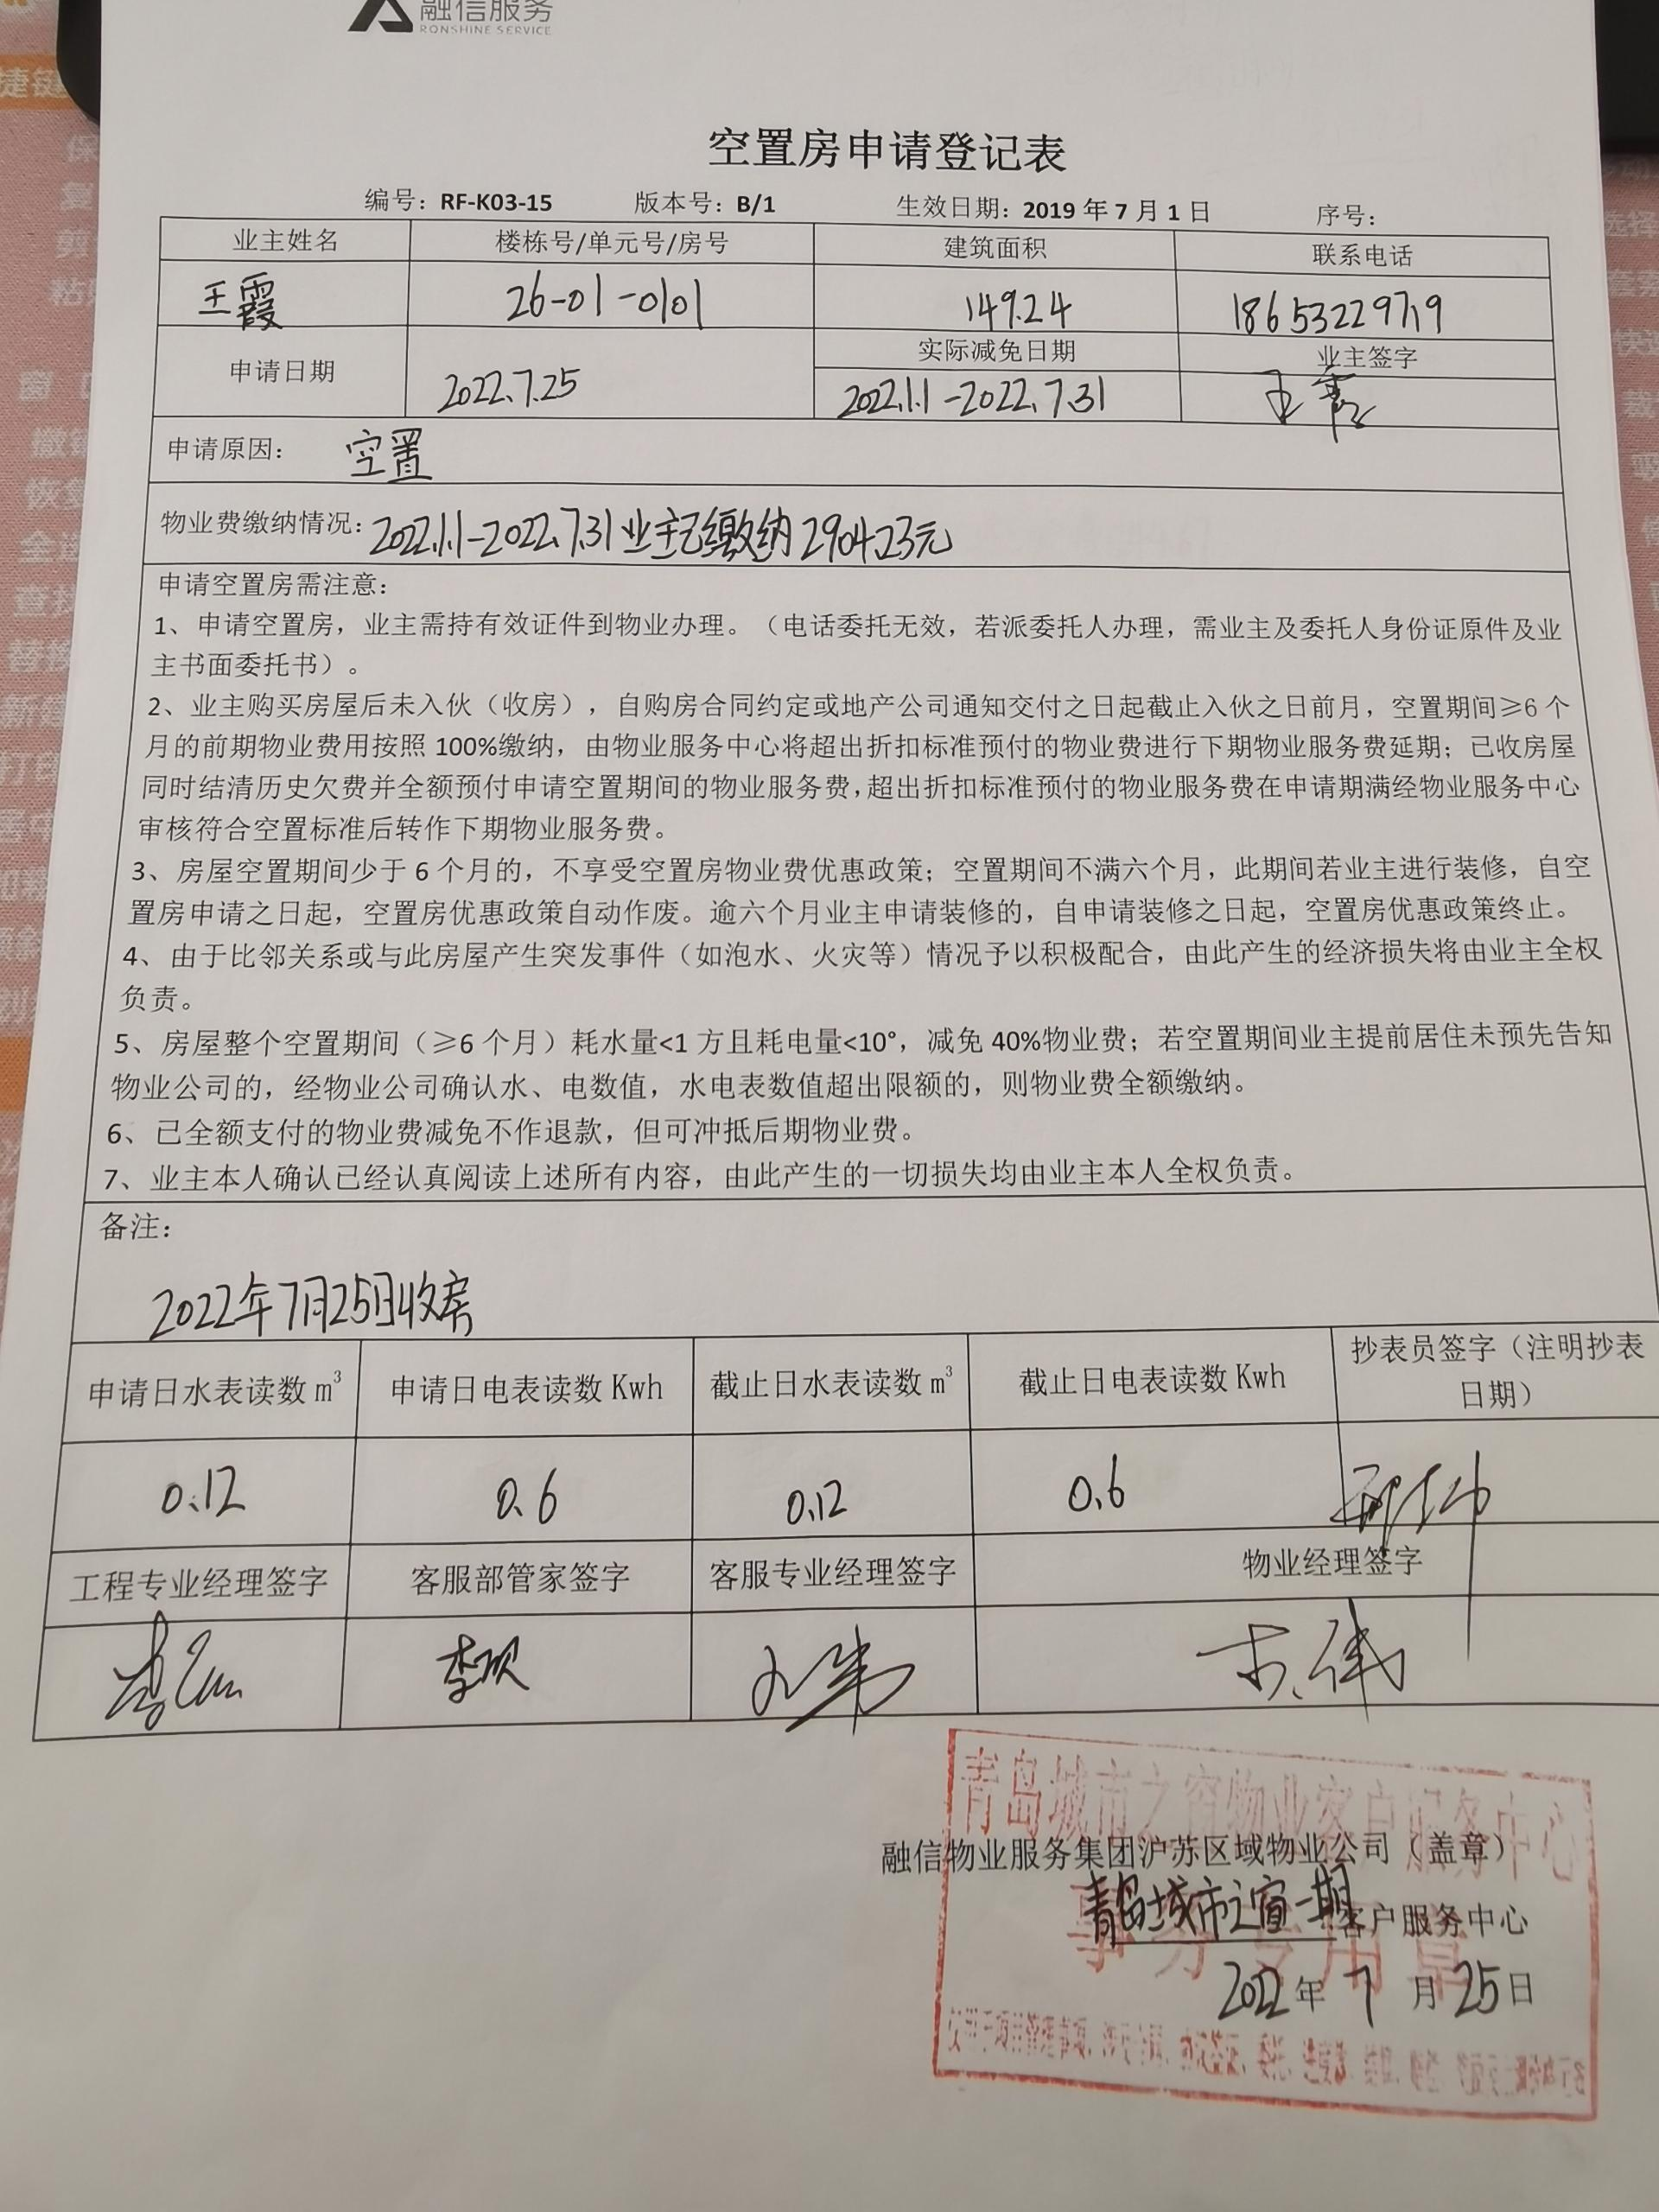 融信服务
RONSHINE SERVICE
空置房申请登记表
编号：RF-K03-15 版本号：B/1 生效日期：2019 年 7 月 1 日 序号：
业主姓名 楼栋号/单元号/房号 建筑面积 联系电话
王霞 26-01-0101 149.24 18653229719
申请日期 2022.7.25 实际减免日期 业主签字
2022.1.1-2022.7.31 王霞
申请原因： 空置
物业费缴纳情况：2022.1.1-2022.7.31业主已缴纳2904.23元
申请空置房需注意：
1、申请空置房，业主需持有效证件到物业办理。（电话委托无效，若派委托人办理，需业主及委托人身份证原件及业
主书面委托书）。
2、业主购买房屋后未入伙（收房），自购房合同约定或地产公司通知交付之日起截止入伙之日前月，空置期间≥6 个
月的前期物业费用按照 100%缴纳，由物业服务中心将超出折扣标准预付的物业费进行下期物业服务费延期；已收房屋
同时结清历史欠费并全额预付申请空置期间的物业服务费，超出折扣标准预付的物业服务费在申请期满经物业服务中心
审核符合空置标准后转作下期物业服务费。
3、房屋空置期间少于 6 个月的，不享受空置房物业费优惠政策；空置期间不满六个月，此期间若业主进行装修，自空
置房申请之日起，空置房优惠政策自动作废。逾六个月业主申请装修的，自申请装修之日起，空置房优惠政策终止。
4、由于比邻关系或与此房屋产生突发事件（如泡水、火灾等）情况予以积极配合，由此产生的经济损失将由业主全权
负责。
5、房屋整个空置期间（≥6 个月）耗水量<1 方且耗电量<10°，减免 40%物业费；若空置期间业主提前居住未预先告知
物业公司的，经物业公司确认水、电数值，水电表数值超出限额的，则物业费全额缴纳。
6、已全额支付的物业费减免不作退款，但可冲抵后期物业费。
7、业主本人确认已经认真阅读上述所有内容，由此产生的一切损失均由业主本人全权负责。
备注：
2022年7月25日收房
申请日水表读数 m³ 申请日电表读数 Kwh 截止日水表读数 m³ 截止日电表读数 Kwh 抄表员签字（注明抄表
日期）
0.12 0.6 0.12 0.6
工程专业经理签字 客服部管家签字 客服专业经理签字 物业经理签字
青岛城市之窗物业客户服务中心
融信物业服务集团沪苏区域物业公司（盖章）
青岛城市之窗一期客户服务中心
事务专用章
2022 年 7 月 25 日